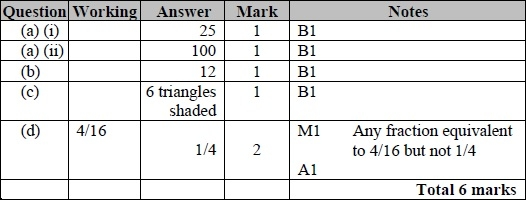 Question Working Answer Mark Notes
(a) (i) 25 1 B1
(a) (ii) 100 1 B1
(b) 12 1 B1
(c) 6 triangles shaded 1 B1
(d) 4/16 1/4 2 M1 Any fraction equivalent to 4/16 but not 1/4
A1
Total 6 marks